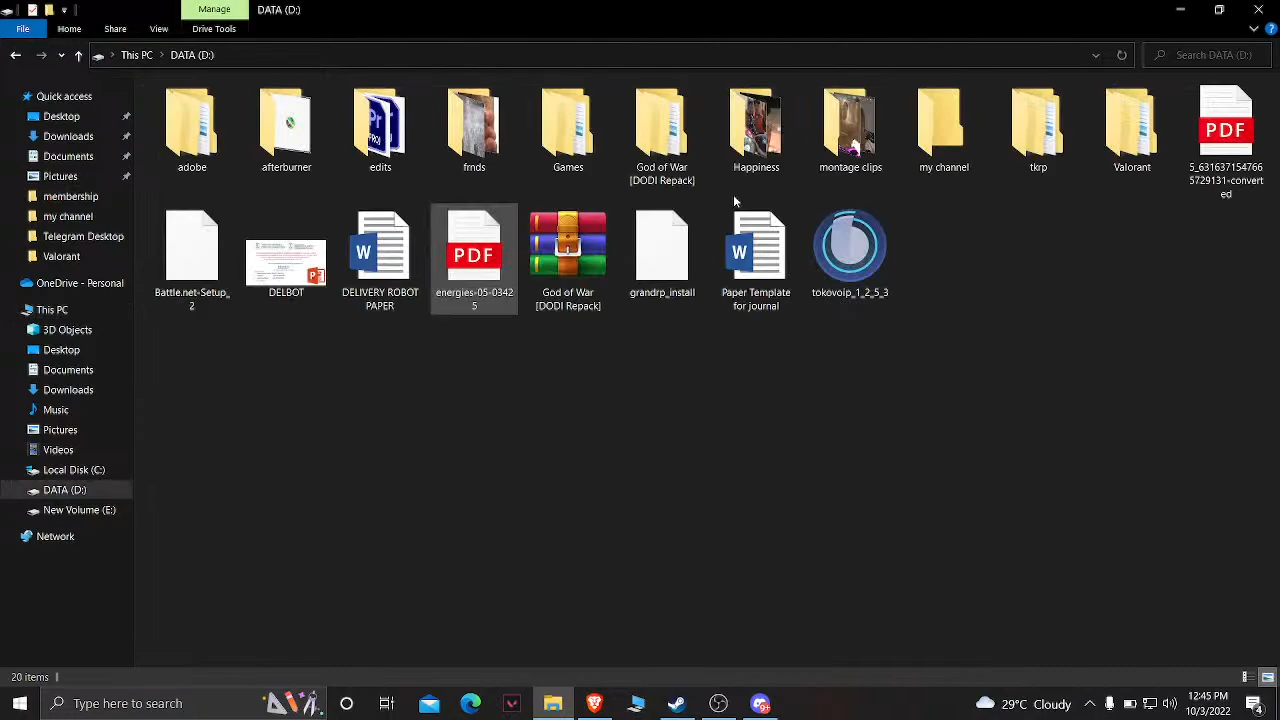 Manage
DATA (D:)
File
Home
Share
View
Drive Tools
This PC
DATA (D:)
Search DATA (D:)
Quick access
Desktop
Downloads
Documents
Pictures
membership
my channel
OneDrive - Personal
This PC
3D Objects
Desktop
Documents
Downloads
Music
Pictures
Videos
Local Disk (C:)
DATA (D:)
New Volume (E:)
Network
adobe
afterburner
edits
frnds
Games
God of War
[DODI Repack]
Happiness
montage clips
my channel
tkrp
Valorant
PDF
5_631637154766
5729131-convert
ed
Battle.net-Setup_
2
DELBOT
W
DELIVERY ROBOT
PAPER
PDF
energies-05-0342
God of War
[DODI Repack]
grandrp_install
W
Paper Template
for journal
tokovoip_1_2_5_3
20 items
Type here to search
29°C Cloudy
12:45 PM
10/3/2022